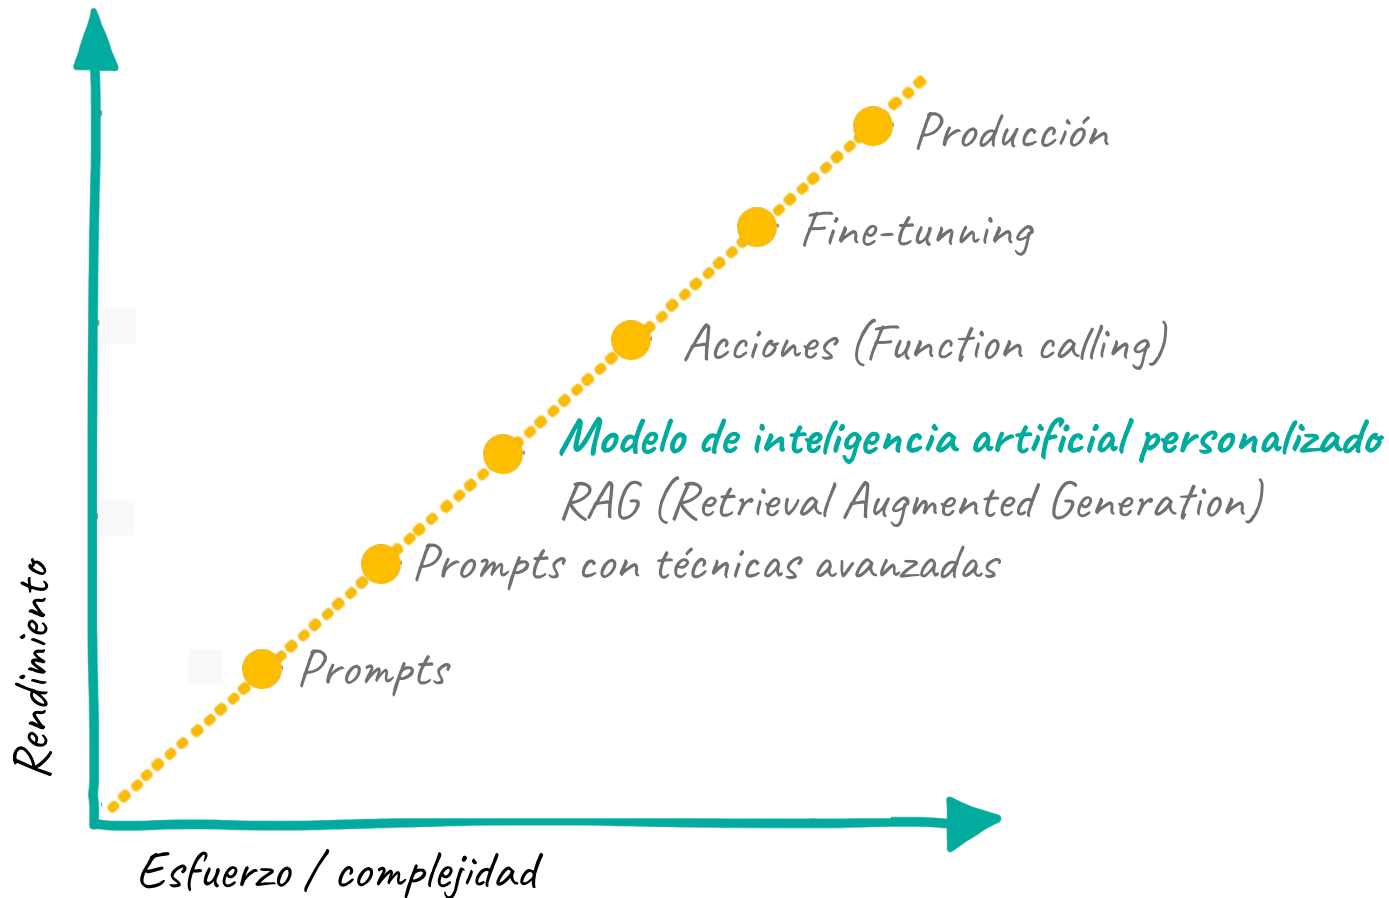 Producción
Fine-tunning
Acciones (Function calling)
Modelo de inteligencia artificial personalizado
RAG (Retrieval Augmented Generation)
Prompts con técnicas avanzadas
Prompts
Rendimiento
Esfuerzo / complejidad